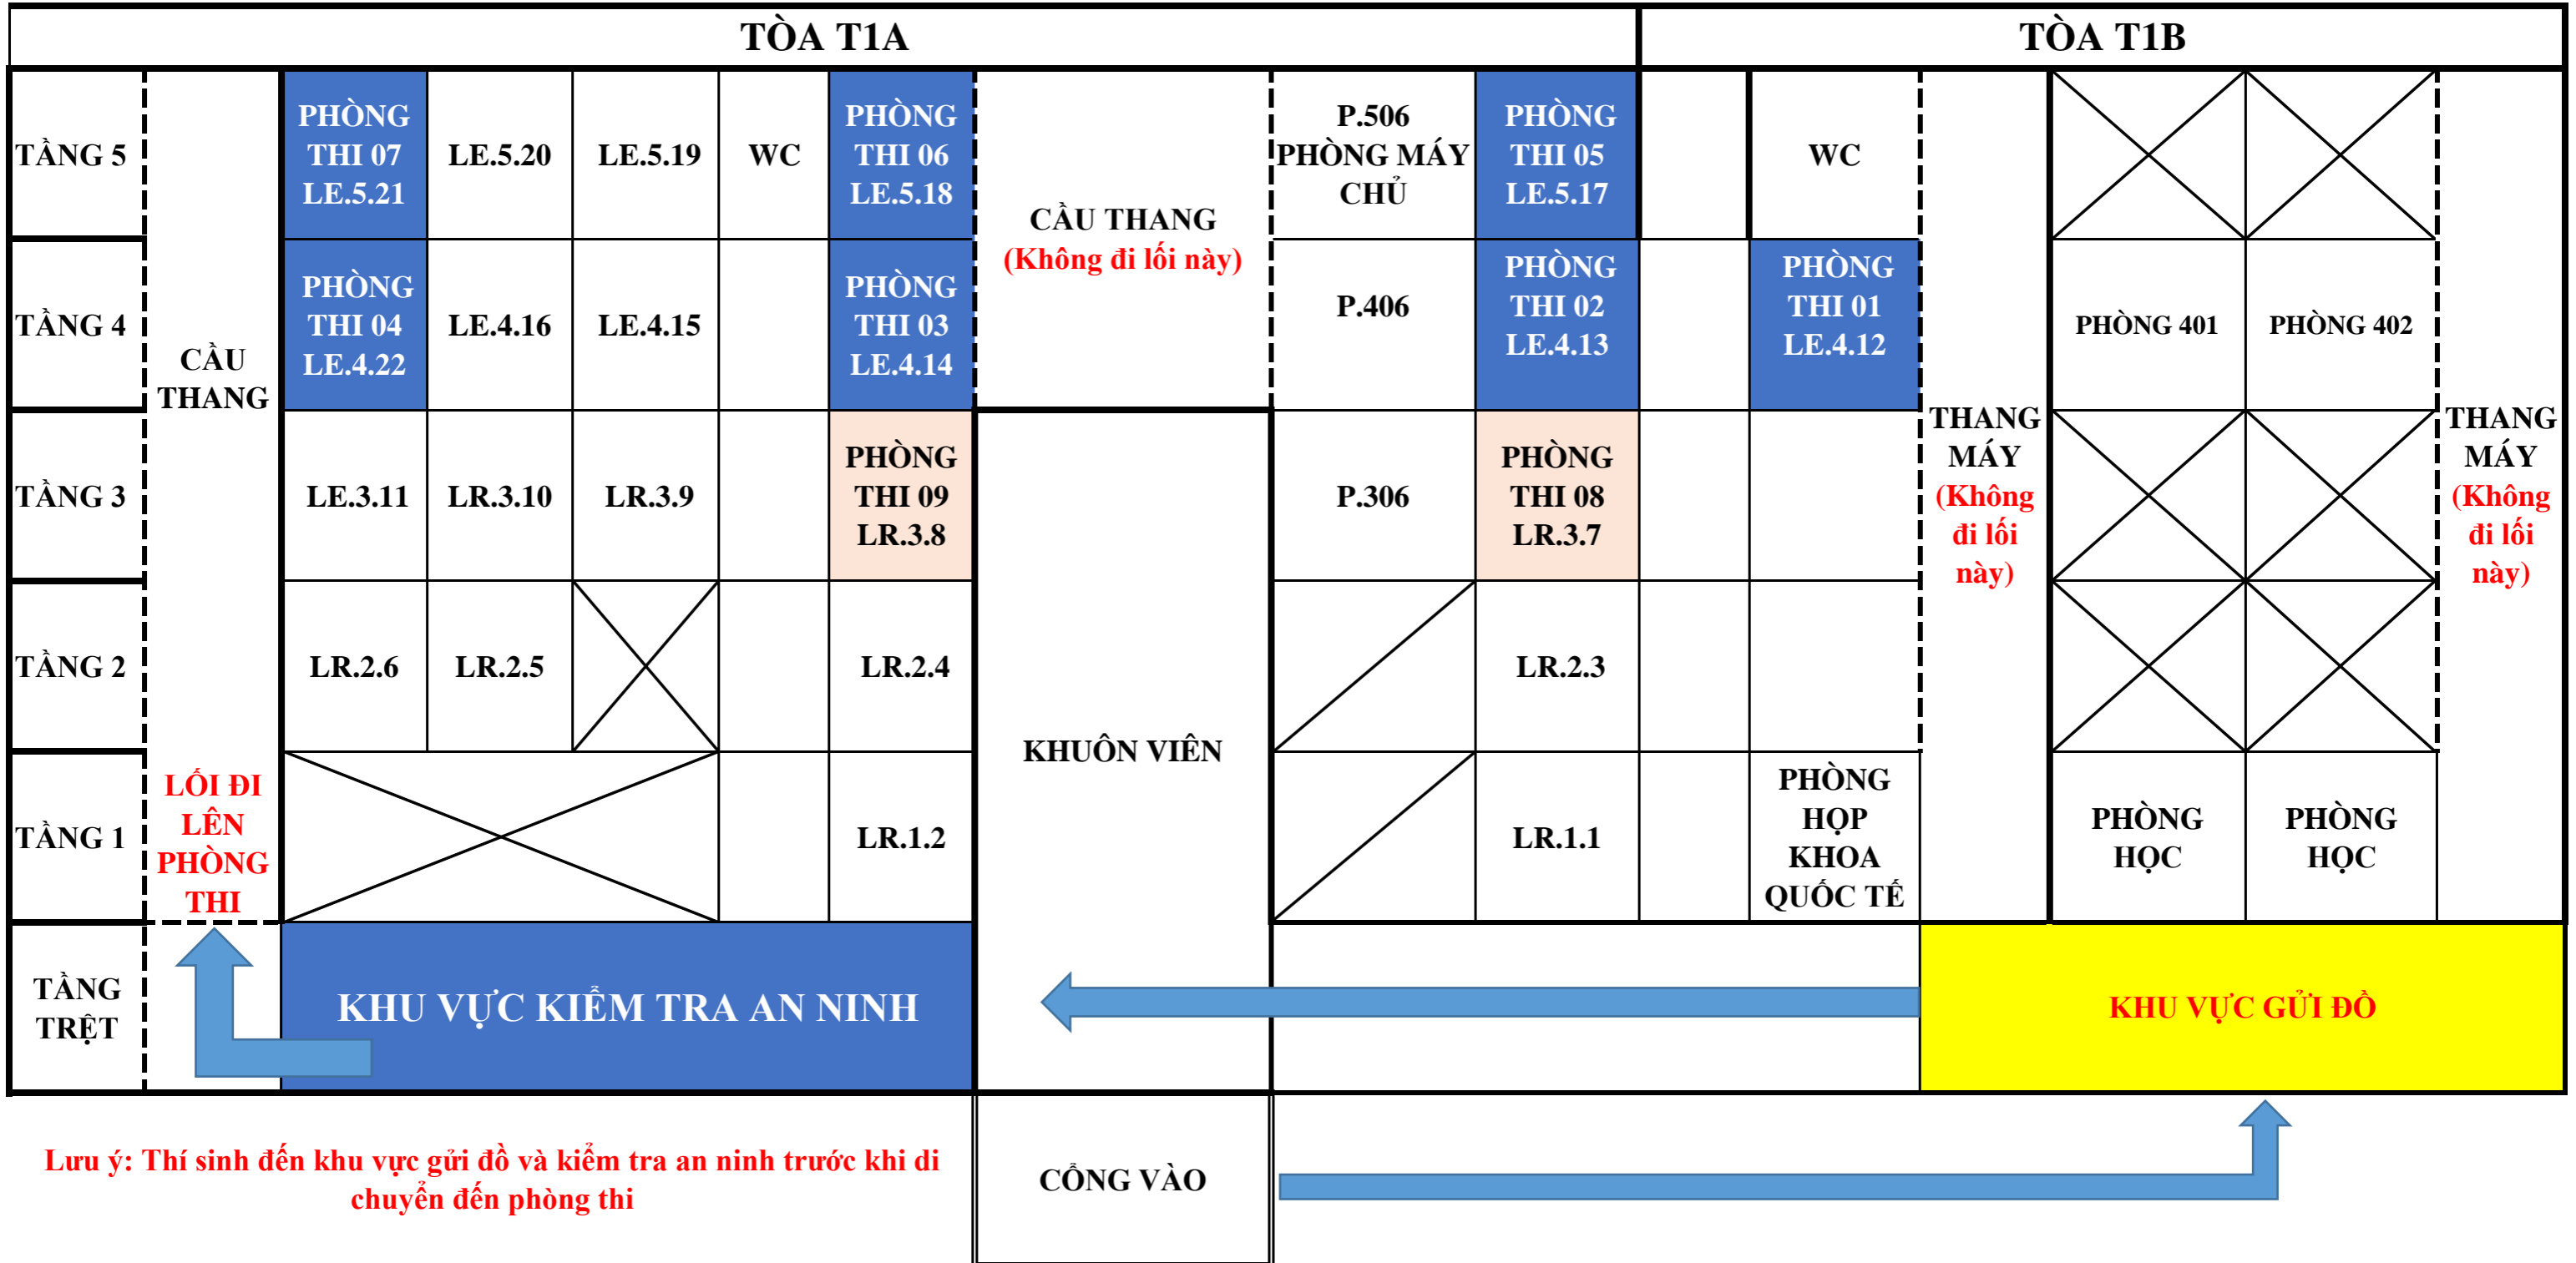 TÒA T1A
TÒA T1B
TẦNG 5
PHÒNG
THI 07
LE.5.21
LE.5.20
LE.5.19
WC
PHÒNG
THI 06
LE.5.18
P.506
PHÒNG MÁY
CHỦ
PHÒNG
THI 05
LE.5.17
WC
CẦU THANG
(Không đi lối này)
TẦNG 4
PHÒNG
THI 04
LE.4.22
LE.4.16
LE.4.15
PHÒNG
THI 03
LE.4.14
P.406
PHÒNG
THI 02
LE.4.13
PHÒNG
THI 01
LE.4.12
PHÒNG 401
PHÒNG 402
CẦU
THANG
THANG
MÁY
(Không
đi lối
này)
THANG
MÁY
(Không
đi lối
này)
TẦNG 3
LE.3.11
LR.3.10
LR.3.9
PHÒNG
THI 09
LR.3.8
P.306
PHÒNG
THI 08
LR.3.7
TẦNG 2
LR.2.6
LR.2.5
LR.2.4
LR.2.3
KHUÔN VIÊN
TẦNG 1
LỐI ĐI
LÊN
PHÒNG
THI
LR.1.2
LR.1.1
PHÒNG
HỌP
KHOA
QUỐC TẾ
PHÒNG
HỌC
PHÒNG
HỌC
TẦNG
TRỆT
KHU VỰC KIỂM TRA AN NINH
KHU VỰC GỬI ĐỒ
Lưu ý: Thí sinh đến khu vực gửi đồ và kiểm tra an ninh trước khi di
chuyển đến phòng thi
CỔNG VÀO